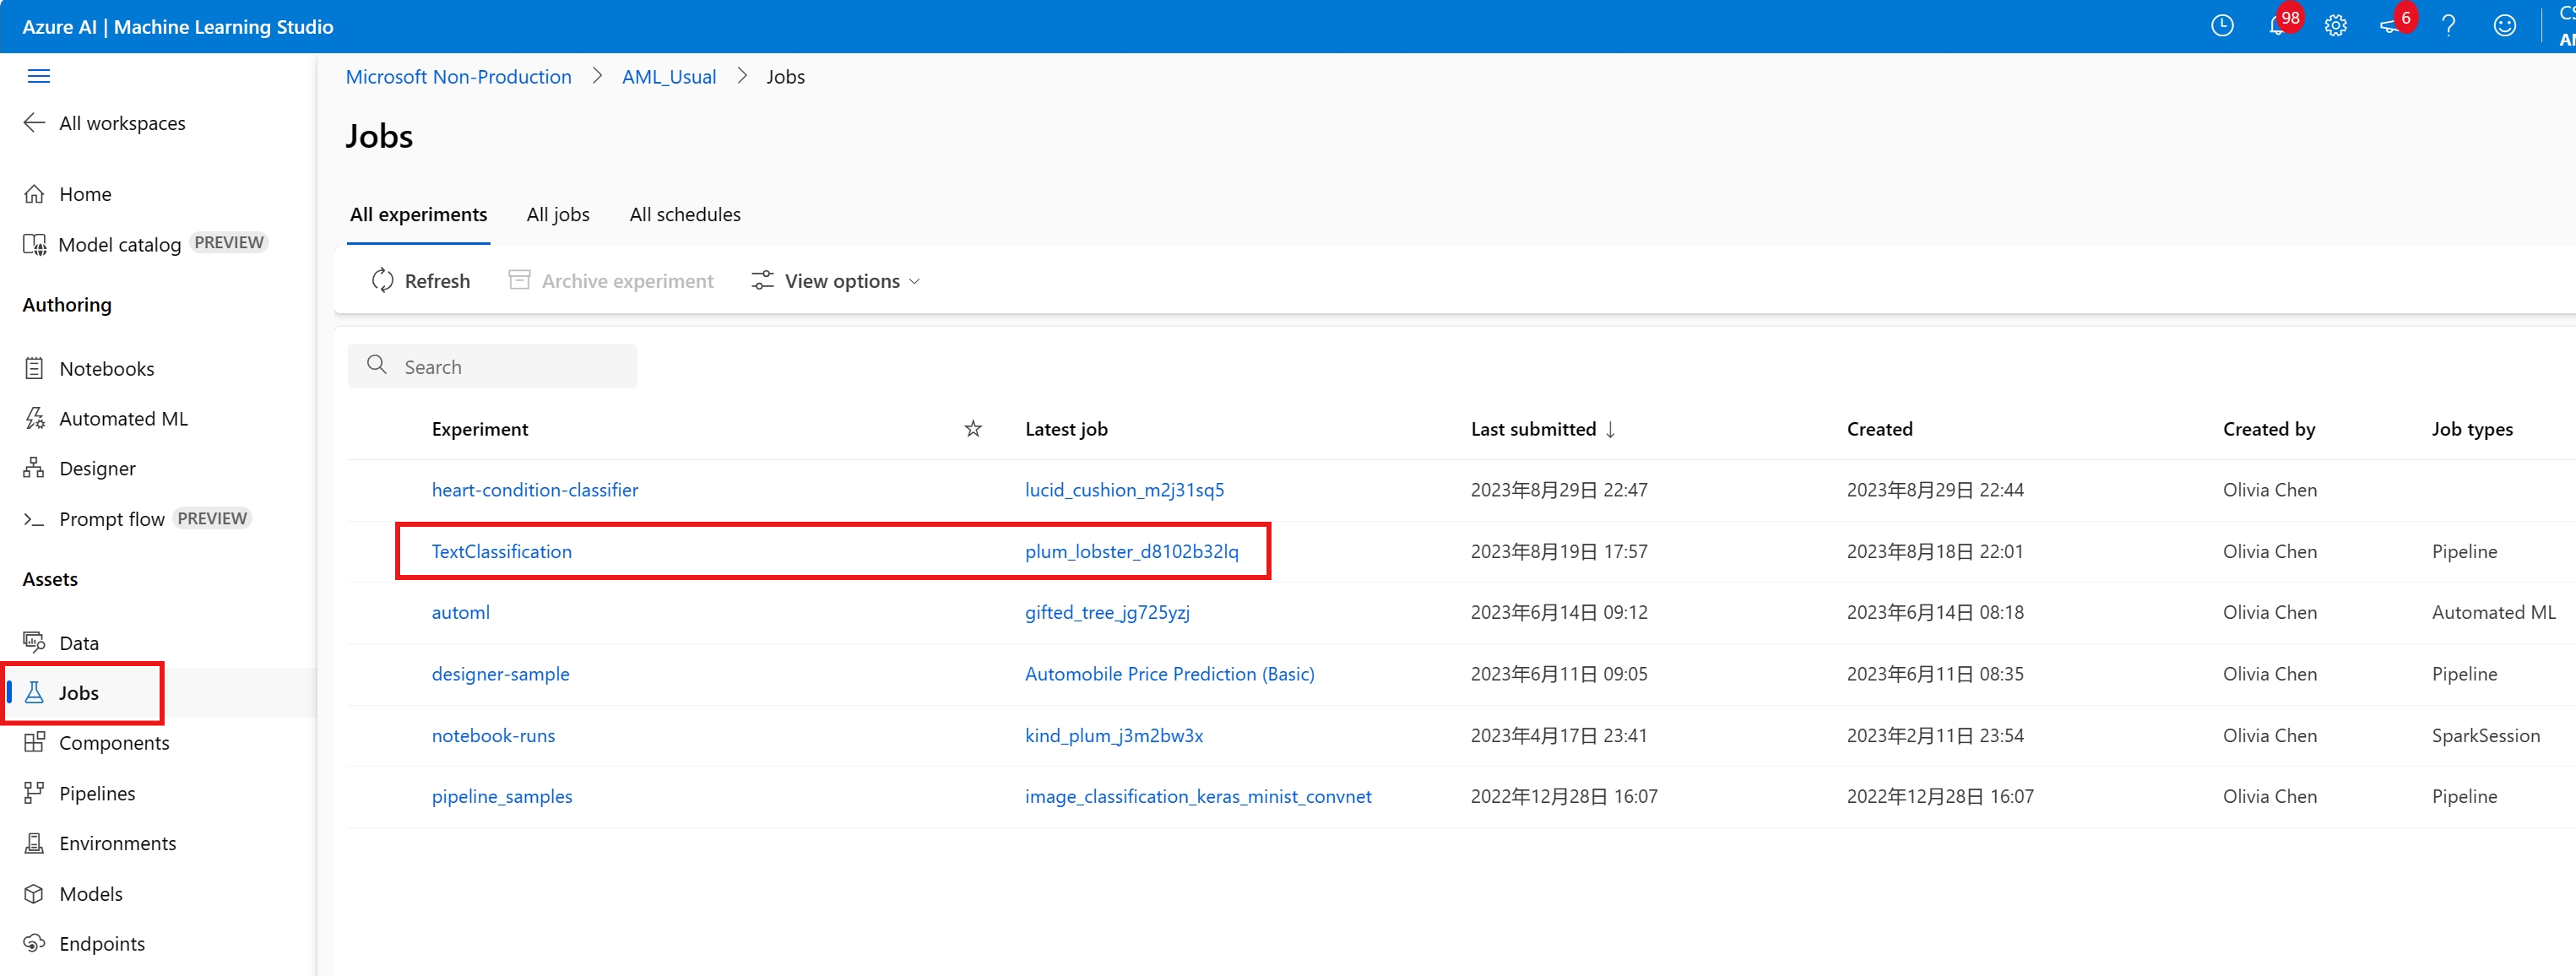 Azure AI | Machine Learning Studio
98
6
All workspaces
Home
Model catalog PREVIEW
Authoring
Notebooks
Automated ML
Designer
Prompt flow PREVIEW
Assets
Data
Jobs
Components
Pipelines
Environments
Models
Endpoints
Microsoft Non-Production > AML_Usual > Jobs
Jobs
All experiments All jobs All schedules
Refresh Archive experiment View options
Search
Experiment Latest job Last submitted ↓ Created Created by Job types
heart-condition-classifier lucid_cushion_m2j31sq5 2023年8月29日 22:47 2023年8月29日 22:44 Olivia Chen
TextClassification plum_lobster_d8102b32lq 2023年8月19日 17:57 2023年8月18日 22:01 Olivia Chen Pipeline
automl gifted_tree_jg725yzj 2023年6月14日 09:12 2023年6月14日 08:18 Olivia Chen Automated ML
designer-sample Automobile Price Prediction (Basic) 2023年6月11日 09:05 2023年6月11日 08:35 Olivia Chen Pipeline
notebook-runs kind_plum_j3m2bw3x 2023年4月17日 23:41 2023年2月11日 23:54 Olivia Chen SparkSession
pipeline_samples image_classification_keras_minist_convnet 2022年12月28日 16:07 2022年12月28日 16:07 Olivia Chen Pipeline